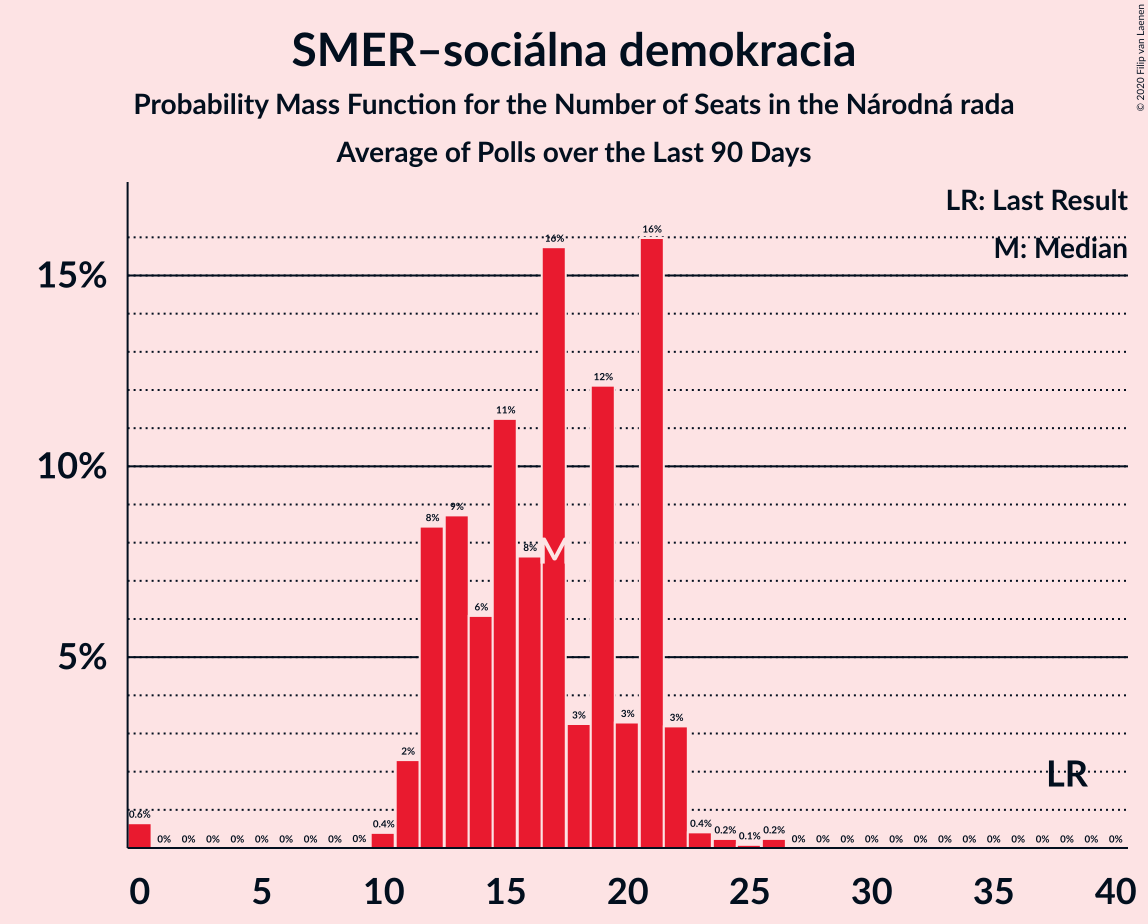 SMER–sociálna demokracia
Probability Mass Function for the Number of Seats in the Národná rada
Average of Polls over the Last 90 Days
© 2020 Filip van Laenen
LR: Last Result
M: Median
15%
10%
5%
0.6% 0% 0% 0% 0% 0% 0% 0% 0% 0% 0.4% 2% 8% 9% 6% 11% 8% 16% 3% 12% 3% 16% 3% 0.4% 0.2% 0.1% 0.2% 0% 0% 0% 0% 0% 0% 0% 0% 0% 0% 0% 0% 0% 0%
M
LR
0 5 10 15 20 25 30 35 40